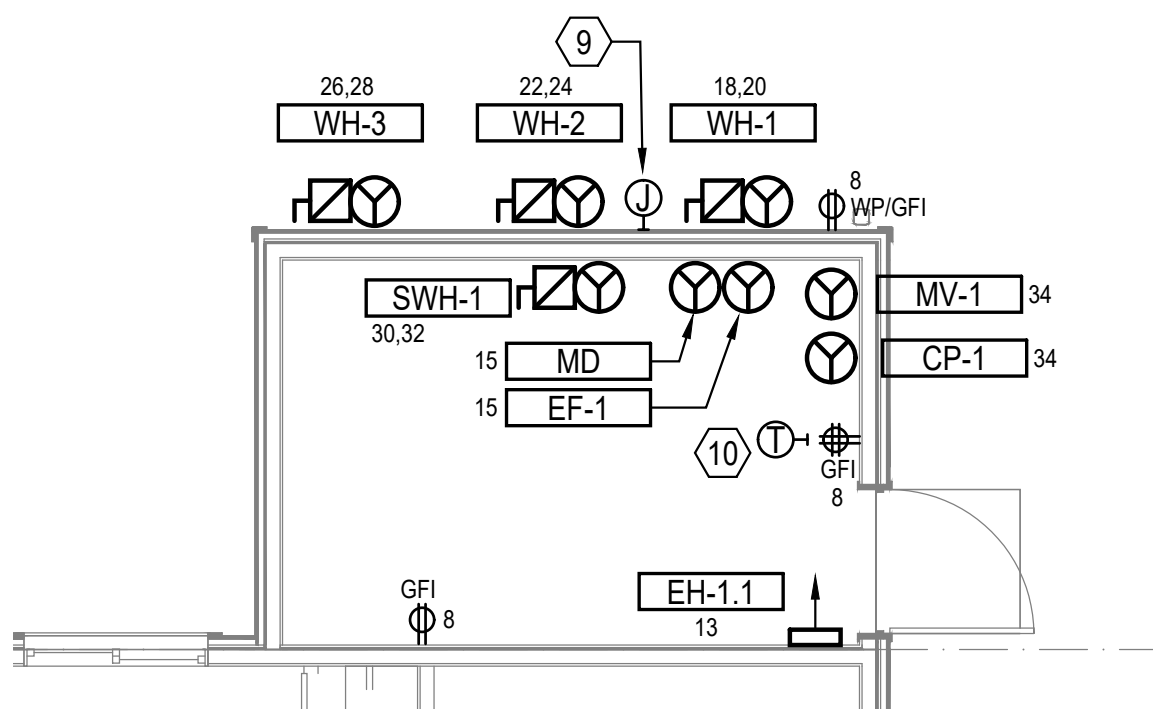 9
26,28
22,24
18,20
WH-3
WH-2
WH-1
J
8
WP/GFI
SWH-1
30,32
MV-1
34
15
MD
CP-1
34
15
EF-1
10
T
GFI
8
GFI
8
EH-1.1
13